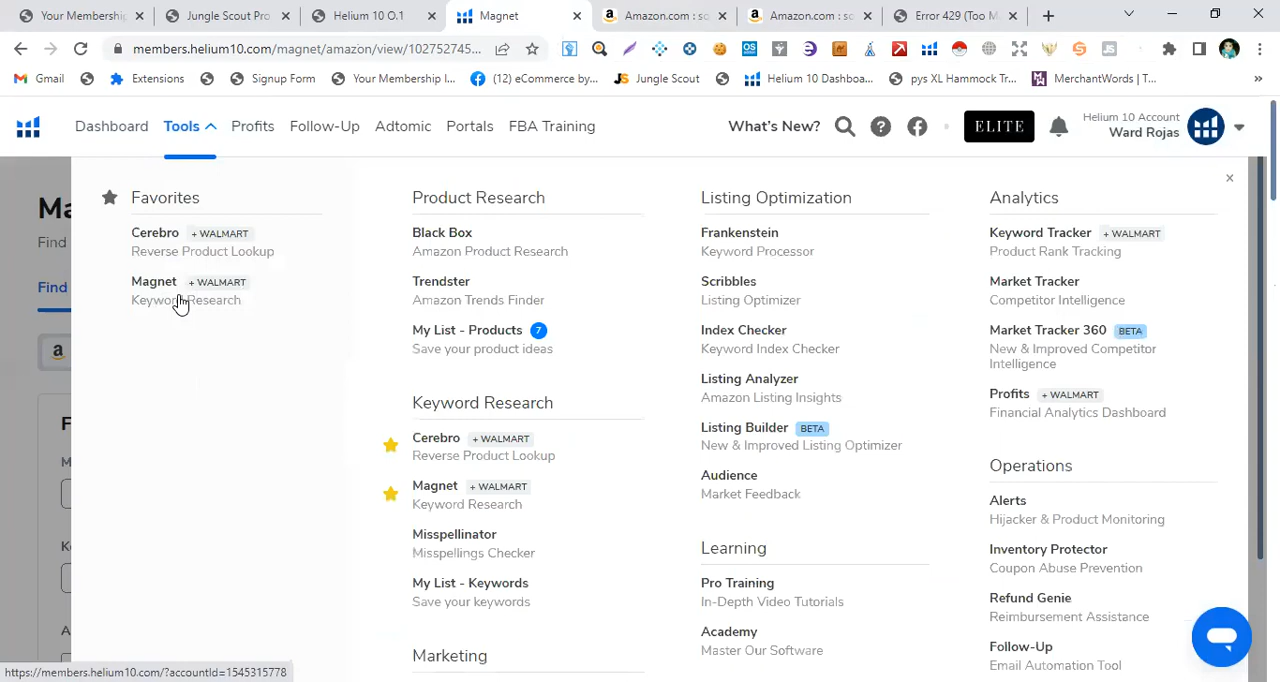 Your Membership
Jungle Scout Pro
Helium 10 O.1
Magnet
Amazon.com : sc
Amazon.com : sc
Error 429 (Too M
members.helium10.com/magnet/amazon/view/102752745...
Gmail
Extensions
Signup Form
Your Membership I...
(12) eCommerce by...
Jungle Scout
Helium 10 Dashboa...
pys XL Hammock Tr...
MerchantWords | T...
Dashboard
Tools
Profits
Follow-Up
Adtomic
Portals
FBA Training
What's New?
ELITE
Helium 10 Account
Ward Rojas
Ma
Find
Find
a
F
M
K
A
Favorites
Cerebro + WALMART
Reverse Product Lookup
Magnet + WALMART
Keyword Research
Product Research
Black Box
Amazon Product Research
Trendster
Amazon Trends Finder
My List - Products 7
Save your product ideas
Keyword Research
Cerebro + WALMART
Reverse Product Lookup
Magnet + WALMART
Keyword Research
Misspellinator
Misspellings Checker
My List - Keywords
Save your keywords
Marketing
Listing Optimization
Frankenstein
Keyword Processor
Scribbles
Listing Optimizer
Index Checker
Keyword Index Checker
Listing Analyzer
Amazon Listing Insights
Listing Builder BETA
New & Improved Listing Optimizer
Audience
Market Feedback
Learning
Pro Training
In-Depth Video Tutorials
Academy
Master Our Software
Analytics
Keyword Tracker + WALMART
Product Rank Tracking
Market Tracker
Competitor Intelligence
Market Tracker 360 BETA
New & Improved Competitor
Intelligence
Profits + WALMART
Financial Analytics Dashboard
Operations
Alerts
Hijacker & Product Monitoring
Inventory Protector
Coupon Abuse Prevention
Refund Genie
Reimbursement Assistance
Follow-Up
Email Automation Tool
https://members.helium10.com/?accountId=1545315778